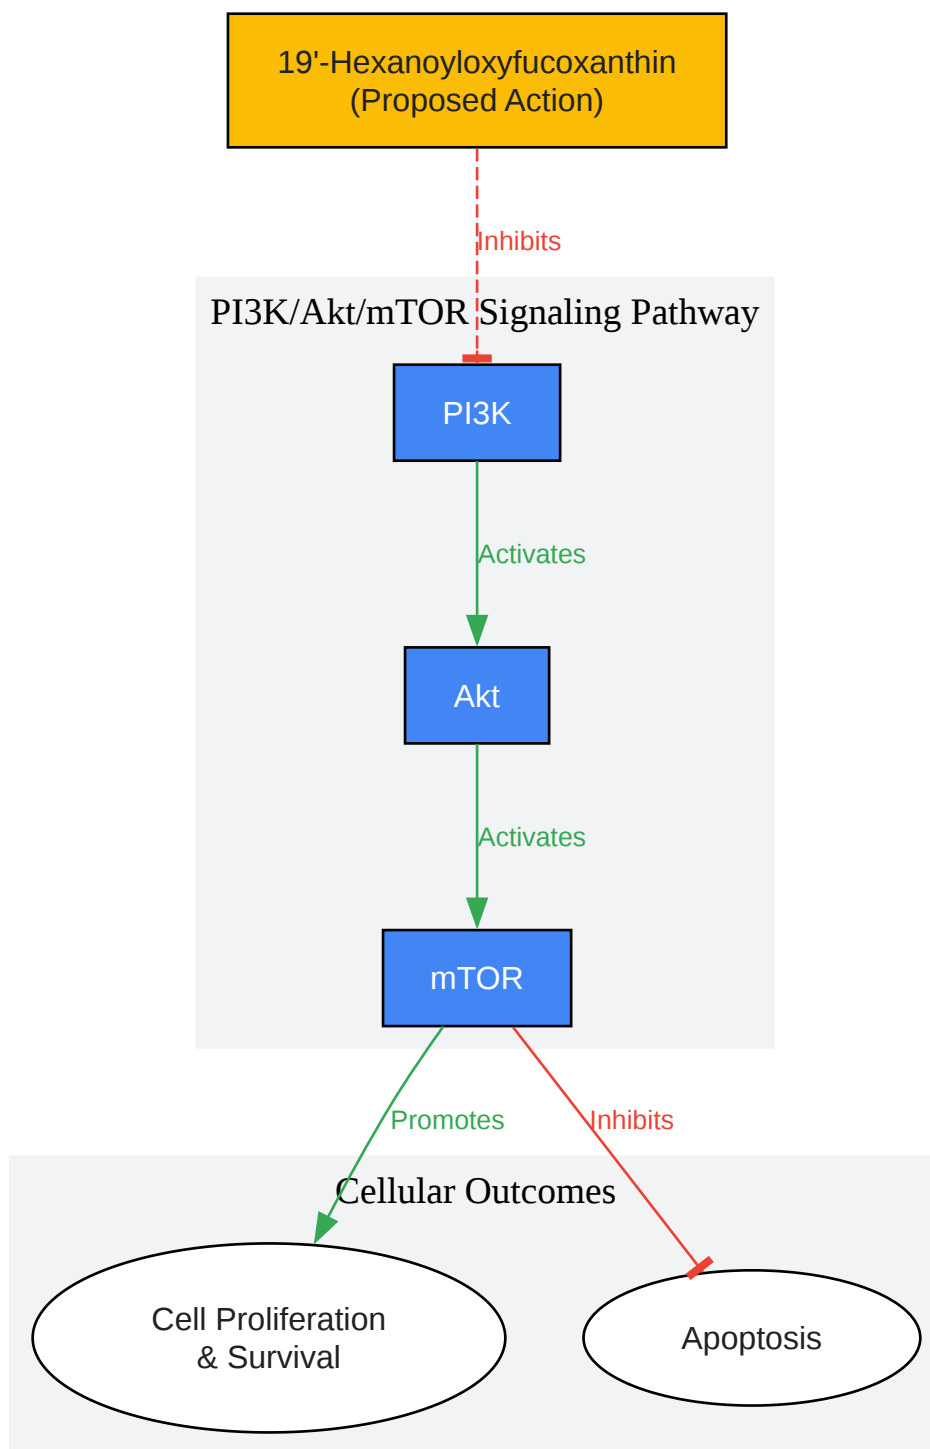 19'-Hexanoyloxyfucoxanthin
(Proposed Action)
Inhibits
PI3K/Akt/mTOR Signaling Pathway
PI3K
Activates
Akt
Activates
mTOR
Promotes
Inhibits
Cellular Outcomes
Cell Proliferation
& Survival
Apoptosis